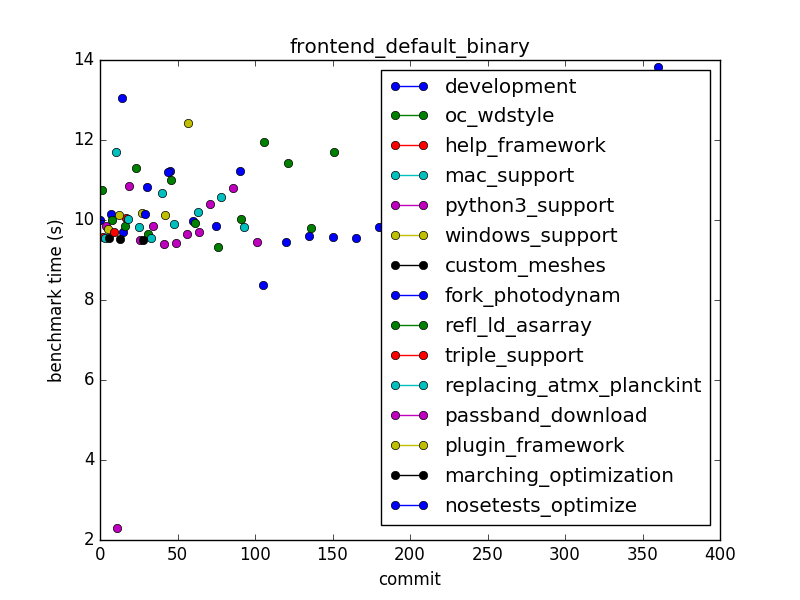 frontend_default_binary
14
12
10
8
6
4
2
benchmark time (s)
0
50
100
150
200
250
300
350
400
commit
development
oc_wdstyle
help_framework
mac_support
python3_support
windows_support
custom_meshes
fork_photodynam
refl_ld_asarray
triple_support
replacing_atmx_planckint
passband_download
plugin_framework
marching_optimization
nosetests_optimize